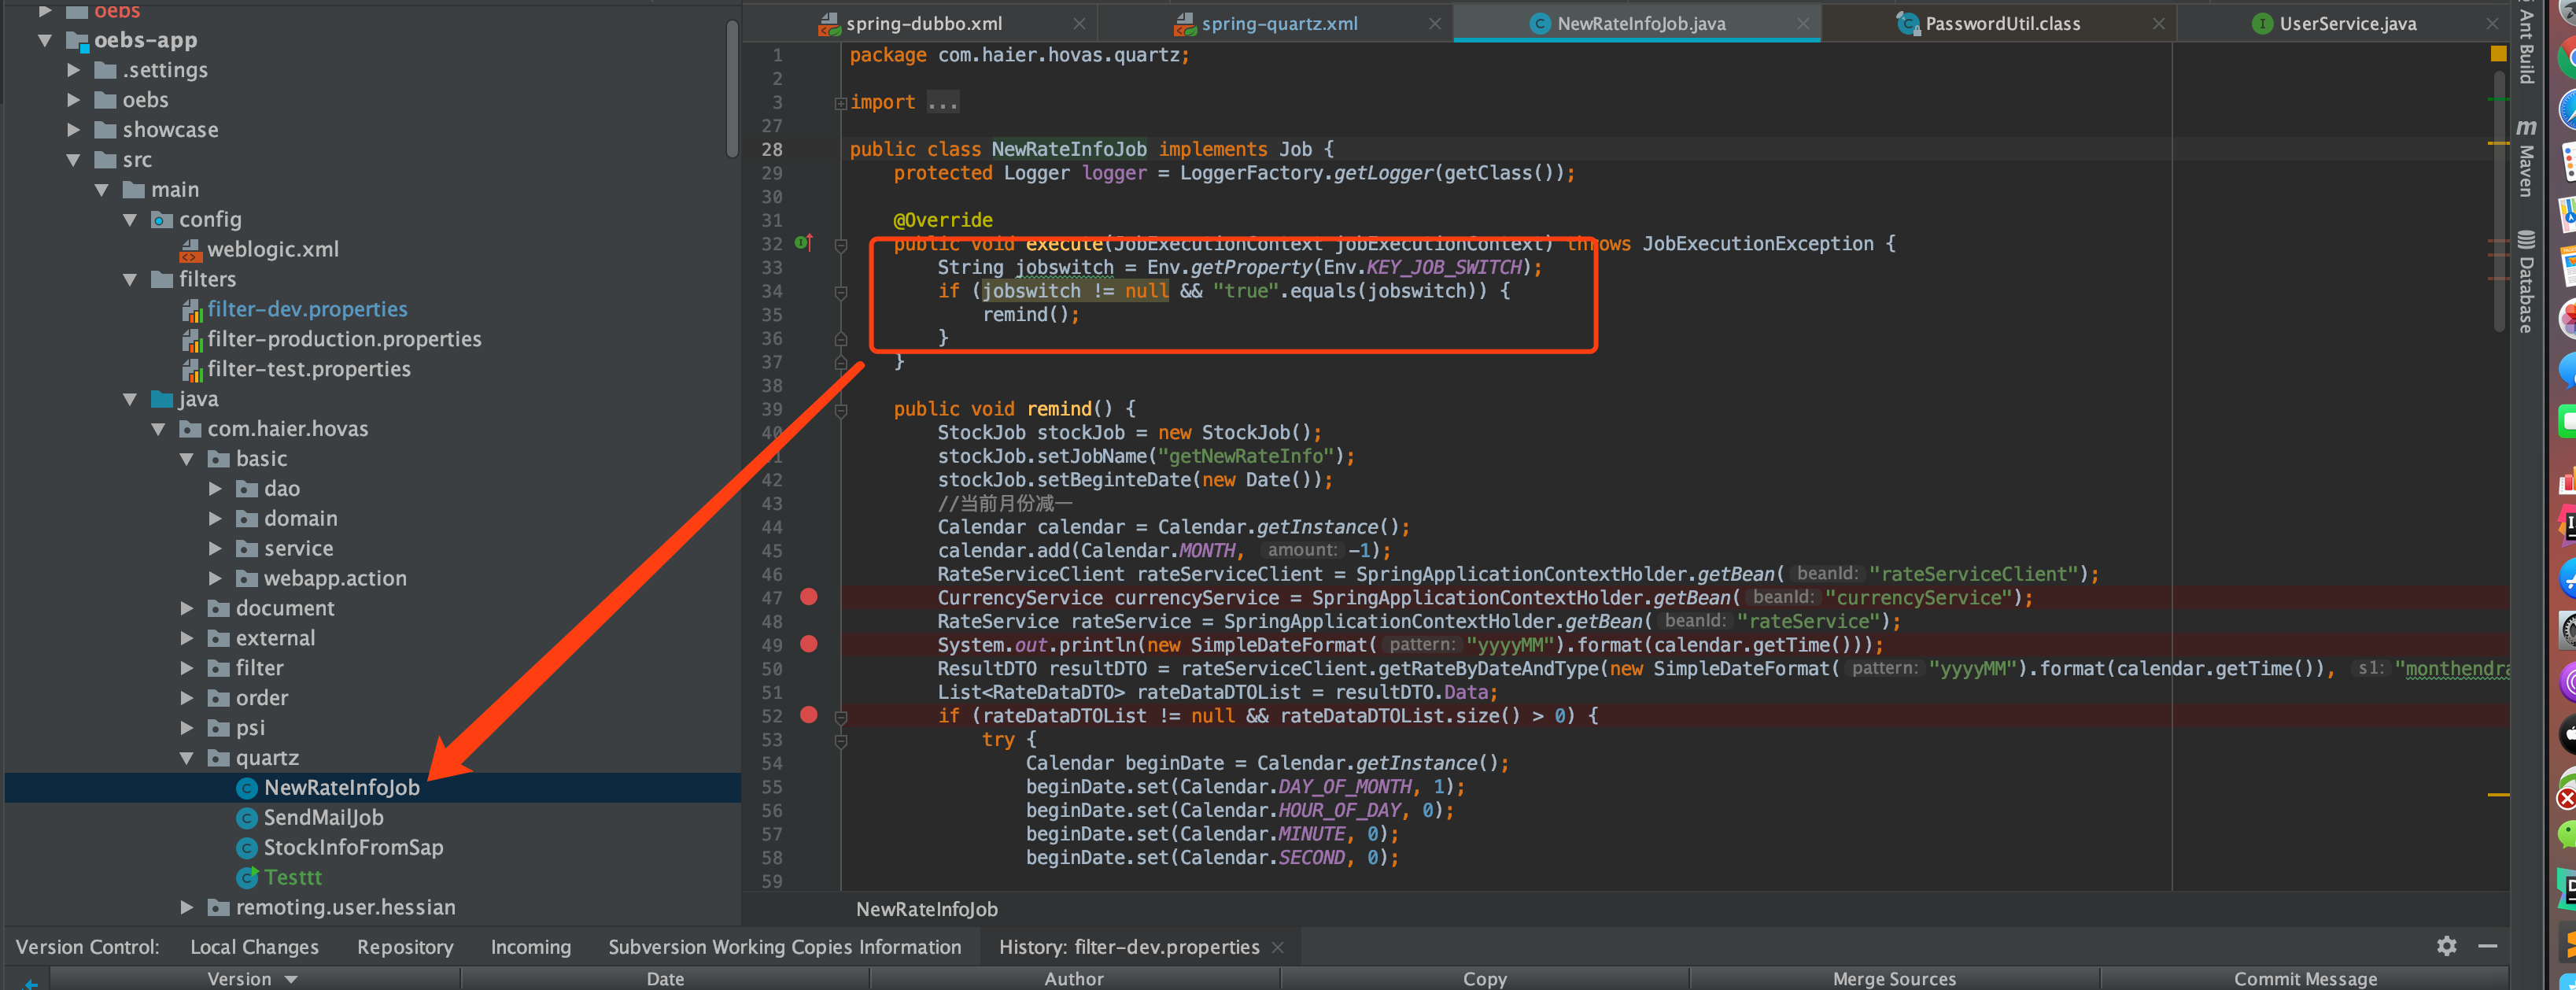 oebs
oebs-app
.settings
oebs
showcase
src
main
config
weblogic.xml
filters
filter-dev.properties
filter-production.properties
filter-test.properties
java
com.haier.hovas
basic
dao
domain
service
webapp.action
document
external
filter
order
psi
quartz
NewRateInfoJob
SendMailJob
StockInfoFromSap
Testtt
remoting.user.hessian
spring-dubbo.xml
spring-quartz.xml
NewRateInfoJob.java
PasswordUtil.class
UserService.java
1 package com.haier.hovas.quartz;
2
3 import ...
27
28 public class NewRateInfoJob implements Job {
29 protected Logger logger = LoggerFactory.getLogger(getClass());
30
31 @Override
32 public void execute(JobExecutionContext jobExecutionContext) throws JobExecutionException {
33 String jobswitch = Env.getProperty(Env.KEY_JOB_SWITCH);
34 if (jobswitch != null && "true".equals(jobswitch)) {
35 remind();
36 }
37 }
38
39 public void remind() {
40 StockJob stockJob = new StockJob();
stockJob.setJobName("getNewRateInfo");
42 stockJob.setBeginteDate(new Date());
43 //当前月份减一
44 Calendar calendar = Calendar.getInstance();
45 calendar.add(Calendar.MONTH, amount: -1);
46 RateServiceClient rateServiceClient = SpringApplicationContextHolder.getBean( beanId: "rateServiceClient");
47 CurrencyService currencyService = SpringApplicationContextHolder.getBean( beanId: "currencyService");
48 RateService rateService = SpringApplicationContextHolder.getBean( beanId: "rateService");
49 System.out.println(new SimpleDateFormat( pattern: "yyyyMM").format(calendar.getTime()));
50 ResultDTO resultDTO = rateServiceClient.getRateByDateAndType(new SimpleDateFormat( pattern: "yyyyMM").format(calendar.getTime()), s1: "monthendra
51 List<RateDataDTO> rateDataDTOList = resultDTO.Data;
52 if (rateDataDTOList != null && rateDataDTOList.size() > 0) {
53 try {
54 Calendar beginDate = Calendar.getInstance();
55 beginDate.set(Calendar.DAY_OF_MONTH, 1);
56 beginDate.set(Calendar.HOUR_OF_DAY, 0);
57 beginDate.set(Calendar.MINUTE, 0);
58 beginDate.set(Calendar.SECOND, 0);
59
NewRateInfoJob
Ant Build
Maven
Database
Version Control: Local Changes Repository Incoming Subversion Working Copies Information History: filter-dev.properties
Version Date Author Copy Merge Sources Commit Message